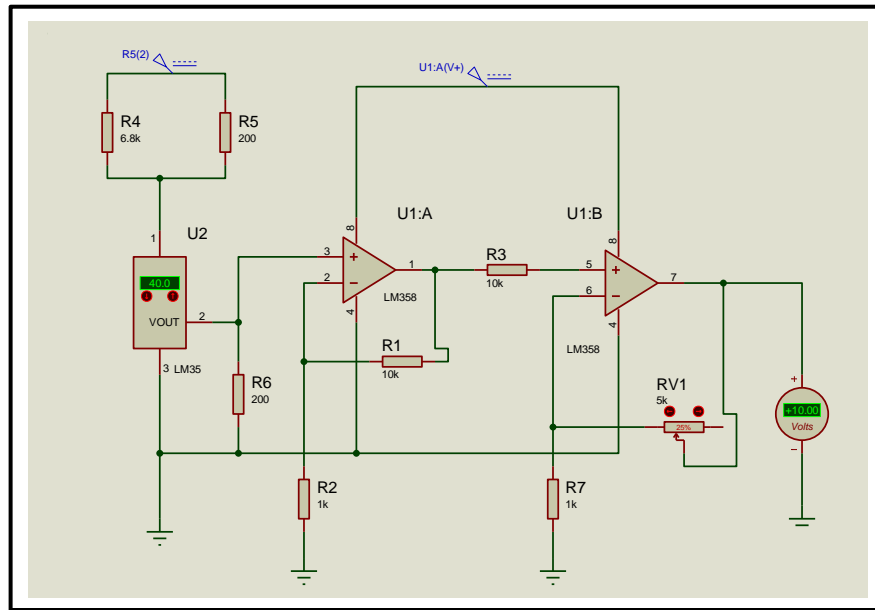 R5(2)
U1:A(V+)
R4
6.8k
R5
200
U2
1
40.0
VOUT
2
3
LM35
R6
200
U1:A
8
3
2
1
4
LM358
R1
10k
R2
1k
R3
10k
U1:B
8
5
6
7
4
LM358
RV1
5k
25%
R7
1k
+10.00
Volts